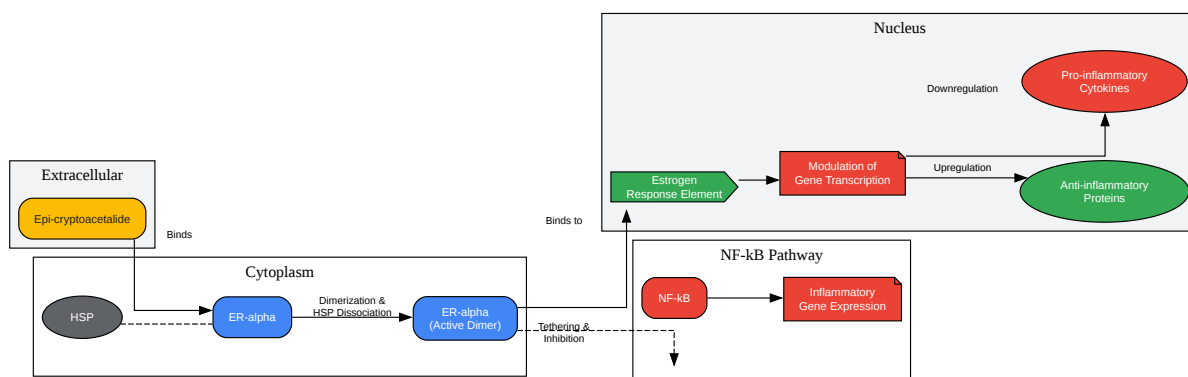 Nucleus
Pro-inflammatory
Cytokines
Downregulation
Modulation of
Gene Transcription
Upregulation
Estrogen
Response Element
Anti-inflammatory
Proteins
Extracellular
Epi-cryptoacetalide
Binds
Binds to
Cytoplasm
HSP
ER-alpha
Dimerization &
HSP Dissociation
ER-alpha
(Active Dimer)
Tethering &
Inhibition
NF-kB Pathway
NF-kB
Inflammatory
Gene Expression